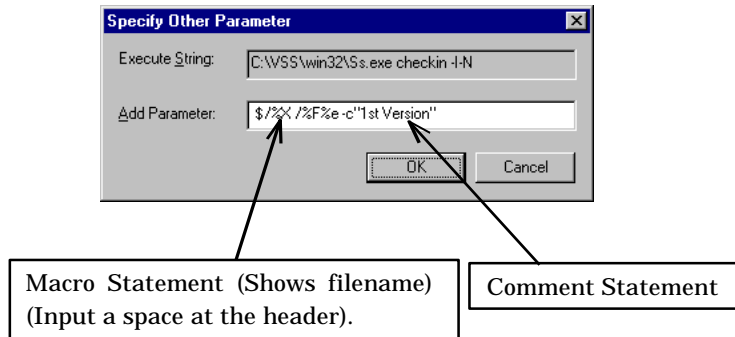 Specify Other Parameter
Execute String:
C:\VSS\win32\Ss.exe checkin -I-N
Add Parameter:
$/%X /%F%e -c"1st Version"
OK
Cancel
Macro Statement (Shows filename)
(Input a space at the header).
Comment Statement